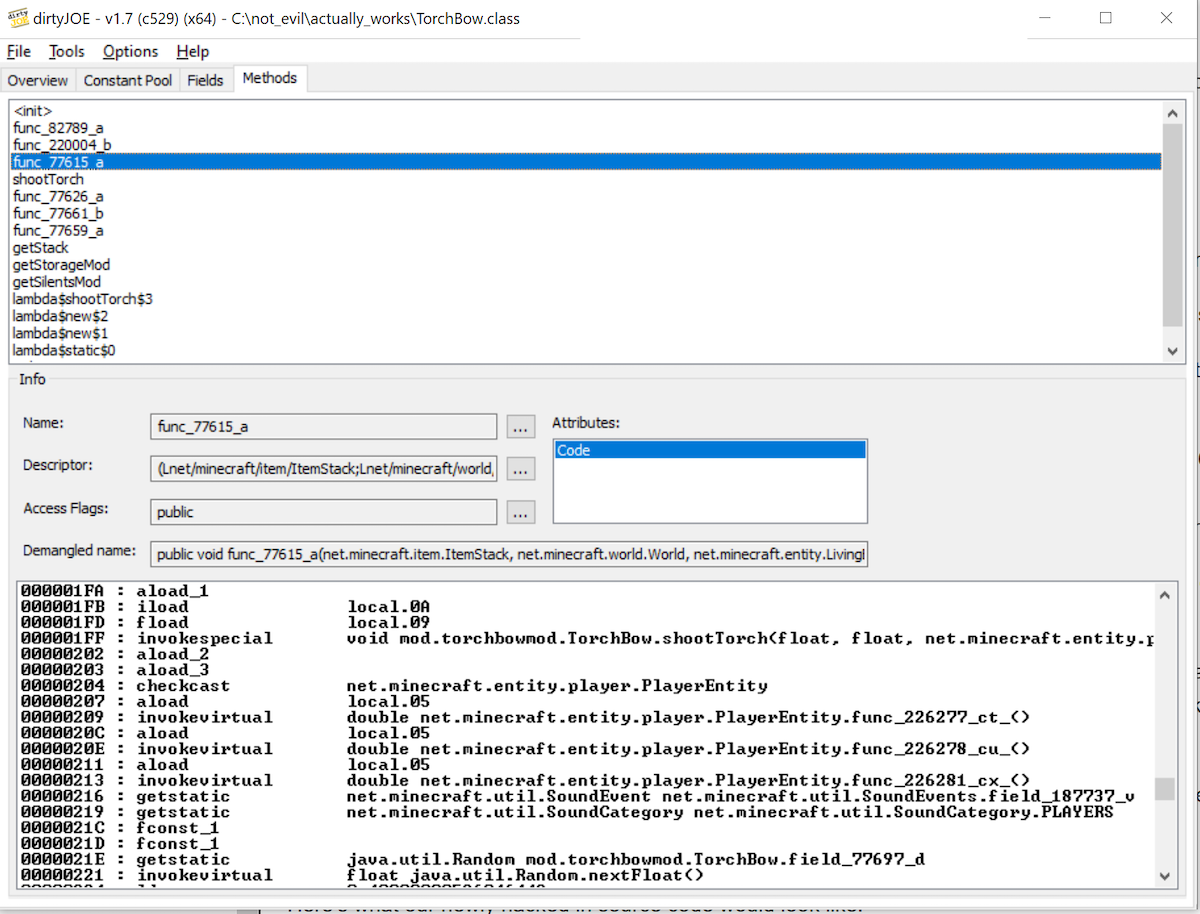 dirtyJOE - v1.7 (c529) (x64) - C:\not_evil\actually_works\TorchBow.class
File Tools Options Help
Overview Constant Pool Fields Methods
<init>
func_82789_a
func_220004_b
func_77615_a
shootTorch
func_77626_a
func_77661_b
func_77659_a
getStack
getStorageMod
getSilentsMod
lambda$shootTorch$3
lambda$new$2
lambda$new$1
lambda$static$0
Info
Name: func_77615_a ... Attributes:
Code
Descriptor: (Lnet/minecraft/item/ItemStack;Lnet/minecraft/world, ...
Access Flags: public ...
Demangled name: public void func_77615_a(net.minecraft.item.ItemStack, net.minecraft.world.World, net.minecraft.entity.Livingl
000001FA : aload_1
000001FB : iload local.0A
000001FD : fload local.09
000001FF : invokespecial void mod.torchbowmod.TorchBow.shootTorch(float, float, net.minecraft.entity.p
00000202 : aload_2
00000203 : aload_3
00000204 : checkcast net.minecraft.entity.player.PlayerEntity
00000207 : aload local.05
00000209 : invokevirtual double net.minecraft.entity.player.PlayerEntity.func_226277_ct_()
0000020C : aload local.05
0000020E : invokevirtual double net.minecraft.entity.player.PlayerEntity.func_226278_cu_()
00000211 : aload local.05
00000213 : invokevirtual double net.minecraft.entity.player.PlayerEntity.func_226281_cx_()
00000216 : getstatic net.minecraft.util.SoundEvent net.minecraft.util.SoundEvents.field_187737_v
00000219 : getstatic net.minecraft.util.SoundCategory net.minecraft.util.SoundCategory.PLAYERS
0000021C : fconst_1
0000021D : fconst_1
0000021E : getstatic java.util.Random mod.torchbowmod.TorchBow.field_77697_d
00000221 : invokevirtual float java.util.Random.nextFloat()